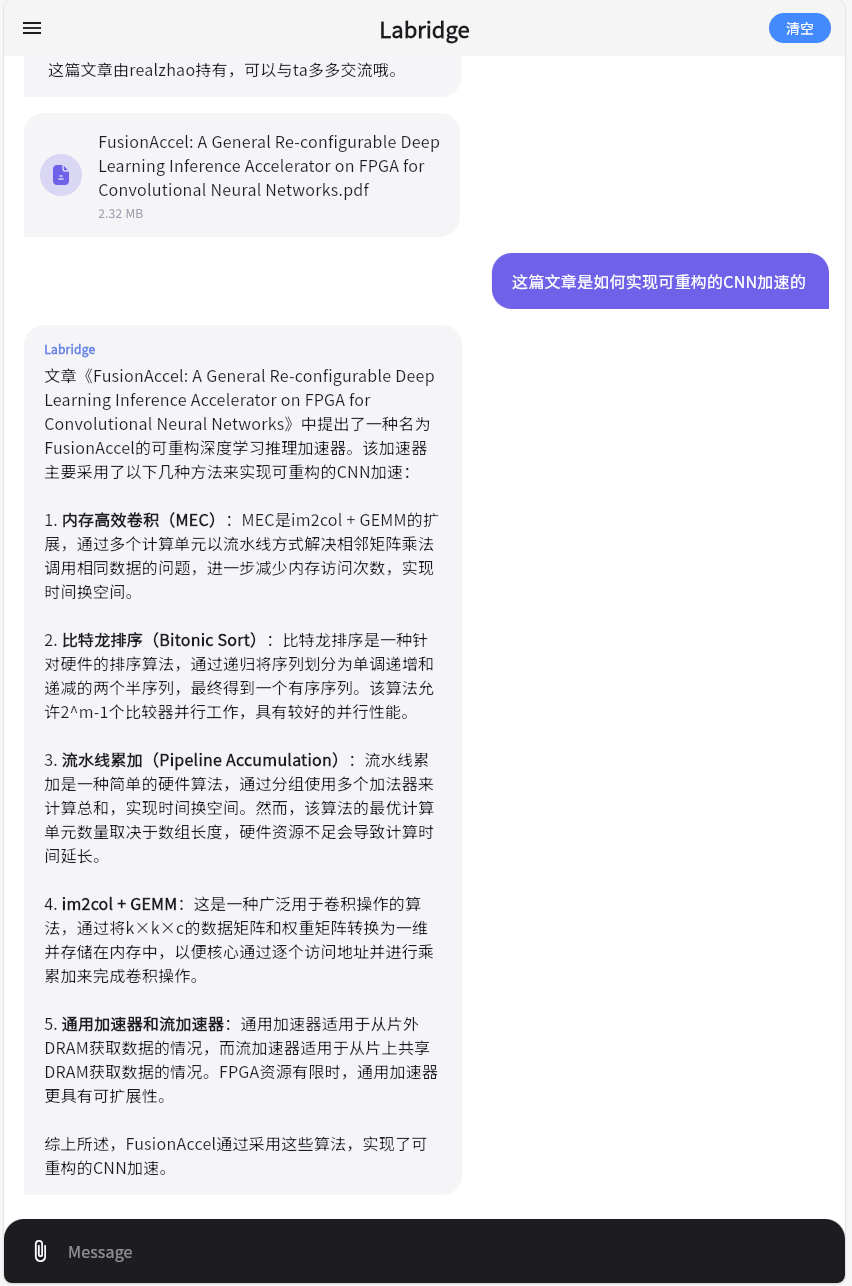 Labridge
清空
这篇文章由realzhao持有，可以与ta多多交流哦。
FusionAccel: A General Re-configurable Deep
Learning Inference Accelerator on FPGA for
Convolutional Neural Networks.pdf
2.32 MB
这篇文章是如何实现可重构的CNN加速的
Labridge
文章《FusionAccel: A General Re-configurable Deep
Learning Inference Accelerator on FPGA for
Convolutional Neural Networks》中提出了一种名为
FusionAccel的可重构深度学习推理加速器。该加速器
主要采用了以下几种方法来实现可重构的CNN加速：
1. 内存高效卷积（MEC）：MEC是im2col + GEMM的扩
展，通过多个计算单元以流水线方式解决相邻矩阵乘法
调用相同数据的问题，进一步减少内存访问次数，实现
时间换空间。
2. 比特龙排序（Bitonic Sort）：比特龙排序是一种针
对硬件的排序算法，通过递归将序列划分为单调递增和
递减的两个半序列，最终得到一个有序序列。该算法允
许2^m-1个比较器并行工作，具有较好的并行性能。
3. 流水线累加（Pipeline Accumulation）：流水线累
加是一种简单的硬件算法，通过分组使用多个加法器来
计算总和，实现时间换空间。然而，该算法的最优计算
单元数量取决于数组长度，硬件资源不足会导致计算时
间延长。
4. im2col + GEMM：这是一种广泛用于卷积操作的算
法，通过将k×k×c的数据矩阵和权重矩阵转换为一维
并存储在内存中，以便核心通过逐个访问地址并进行乘
累加来完成卷积操作。
5. 通用加速器和流加速器：通用加速器适用于从片外
DRAM获取数据的情况，而流加速器适用于从片上共享
DRAM获取数据的情况。FPGA资源有限时，通用加速器
更具有可扩展性。
综上所述，FusionAccel通过采用这些算法，实现了可
重构的CNN加速。
Message